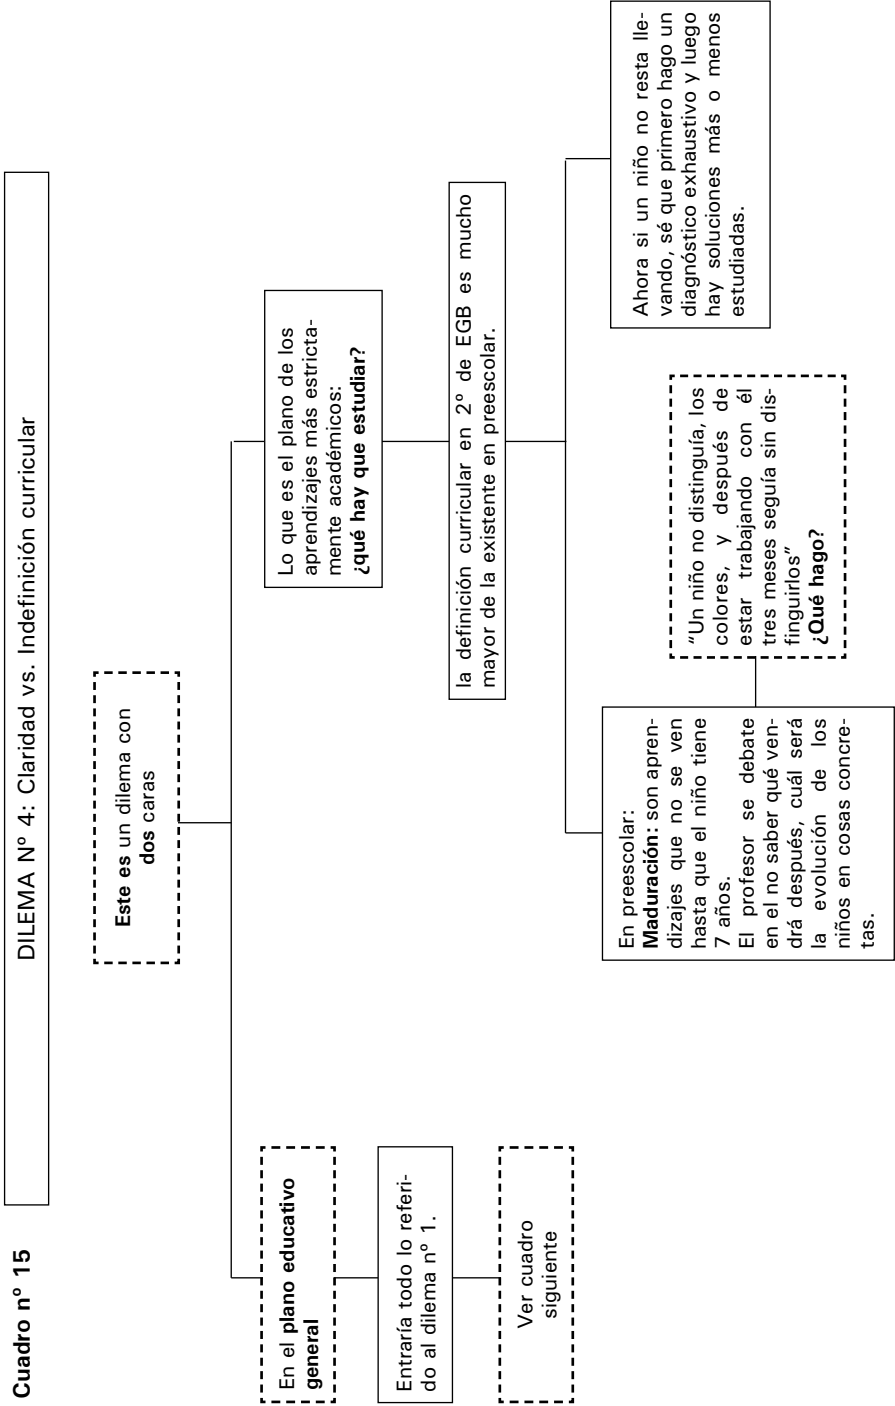 Cuadro nº 15
DILEMA Nº 4: Claridad vs. Indefinición curricular
Este es un dilema con
dos caras
En el plano educativo
general
Entraría todo lo referi-
do al dilema nº 1.
Ver cuadro
siguiente
Lo que es el plano de los
aprendizajes más estricta-
mente académicos:
¿qué hay que estudiar?
la definición curricular en 2º de EGB es mucho
mayor de la existente en preescolar.
En preescolar:
Maduración: son apren-
dizajes que no se ven
hasta que el niño tiene
7 años.
El profesor se debate
en el no saber qué ven-
drá después, cuál será
la evolución de los
niños en cosas concre-
tas.
“Un niño no distinguía, los
colores, y después de
estar trabajando con él
tres meses seguía sin dis-
finguirlos”
¿Qué hago?
Ahora si un niño no resta lle-
vando, sé que primero hago un
diagnóstico exhaustivo y luego
hay soluciones más o menos
estudiadas.